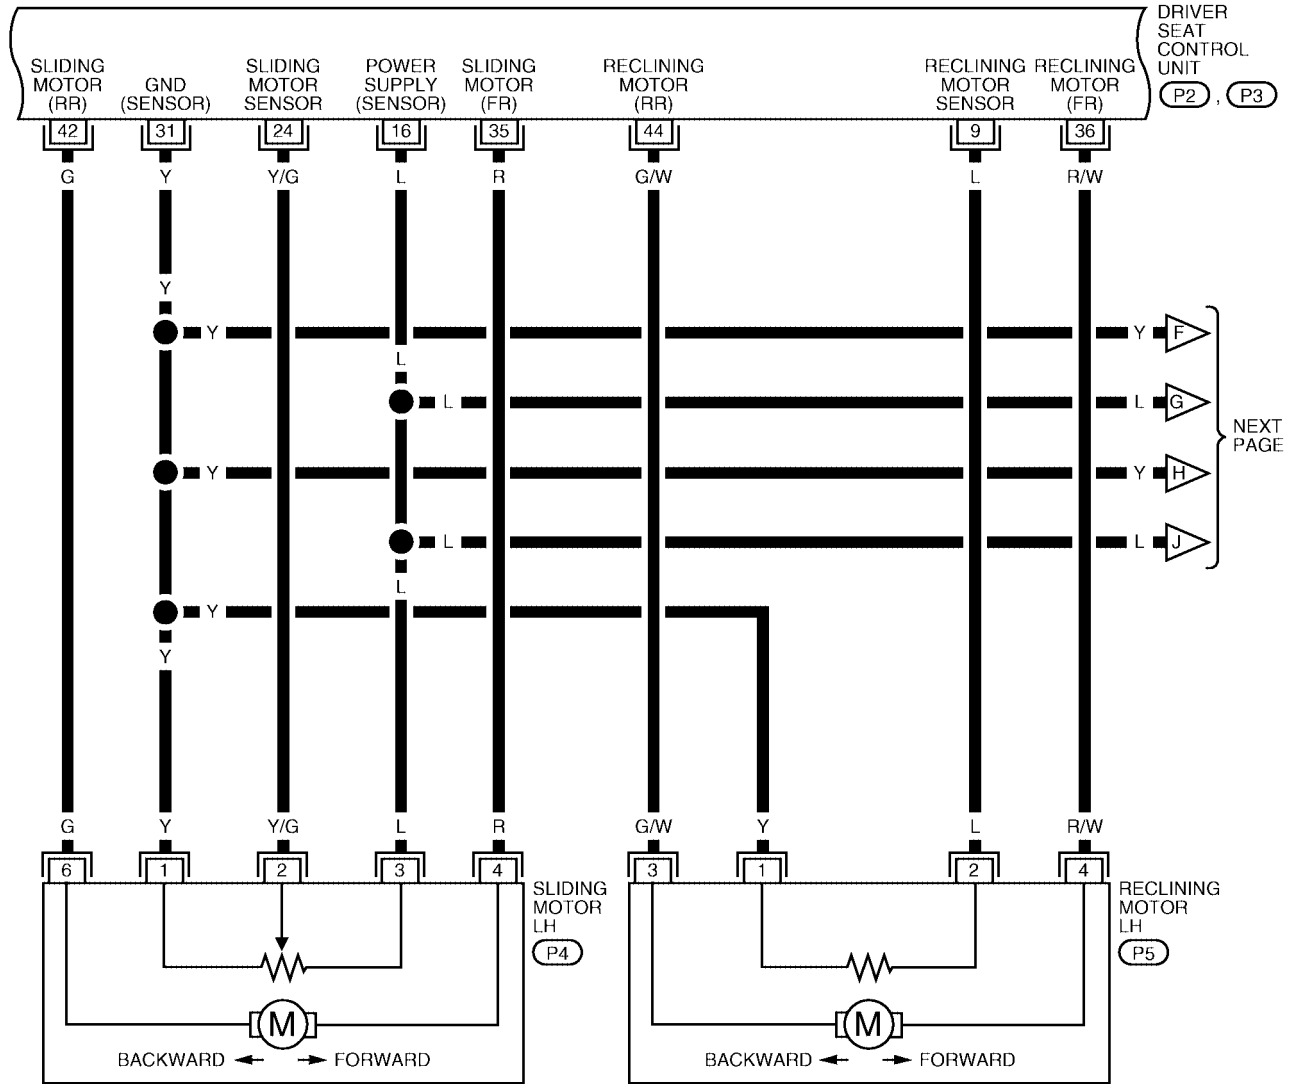 DRIVER
SEAT
CONTROL
UNIT
P2 , P3
SLIDING
MOTOR
(RR)
GND
(SENSOR)
SLIDING
MOTOR
SENSOR
POWER
SUPPLY
(SENSOR)
SLIDING
MOTOR
(FR)
RECLINING
MOTOR
(RR)
RECLINING
MOTOR
SENSOR
RECLINING
MOTOR
(FR)
42 31 24 16 35 44 9 36
G Y Y/G L R G/W L R/W
Y
Y Y F
L
L L G
NEXT
PAGE
Y Y H
L L J
L
Y
Y
G Y Y/G L R G/W Y L R/W
6 1 2 3 4 3 1 2 4
SLIDING
MOTOR
LH
P4
RECLINING
MOTOR
LH
P5
M M
BACKWARD FORWARD BACKWARD FORWARD